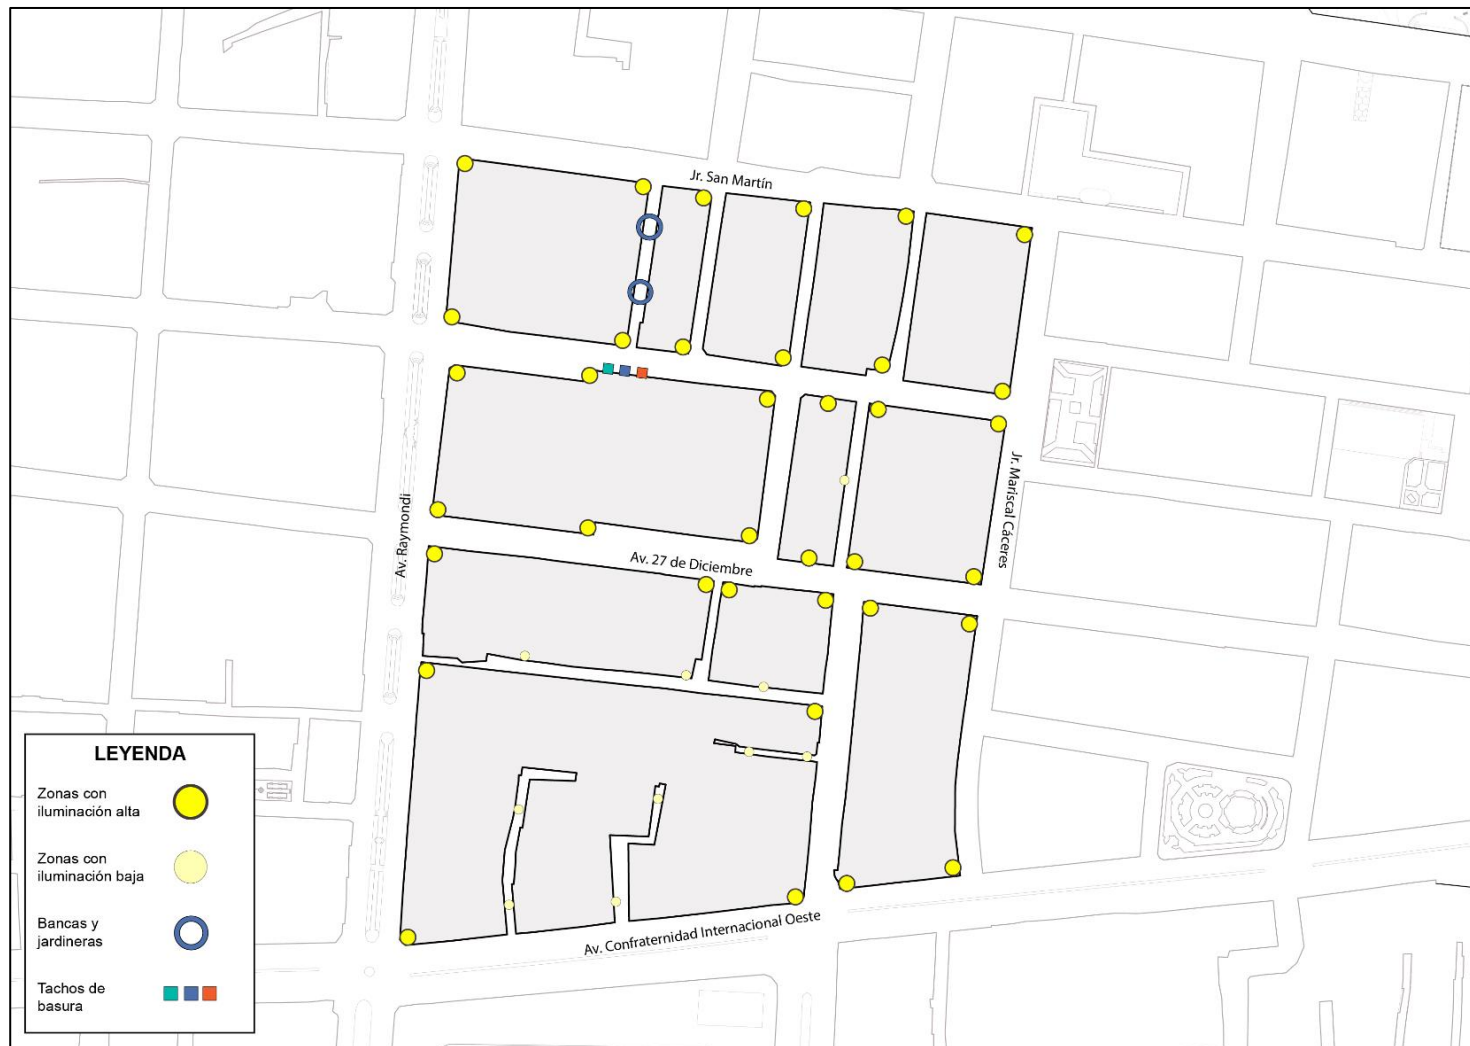 Jr. San Martín
Jr. Mariscal Cáceres
Av. Raymondi
Av. 27 de Diciembre
Av. Confraternidad Internacional Oeste
LEYENDA
Zonas con
iluminación alta
Zonas con
iluminación baja
Bancas y
jardineras
Tachos de
basura